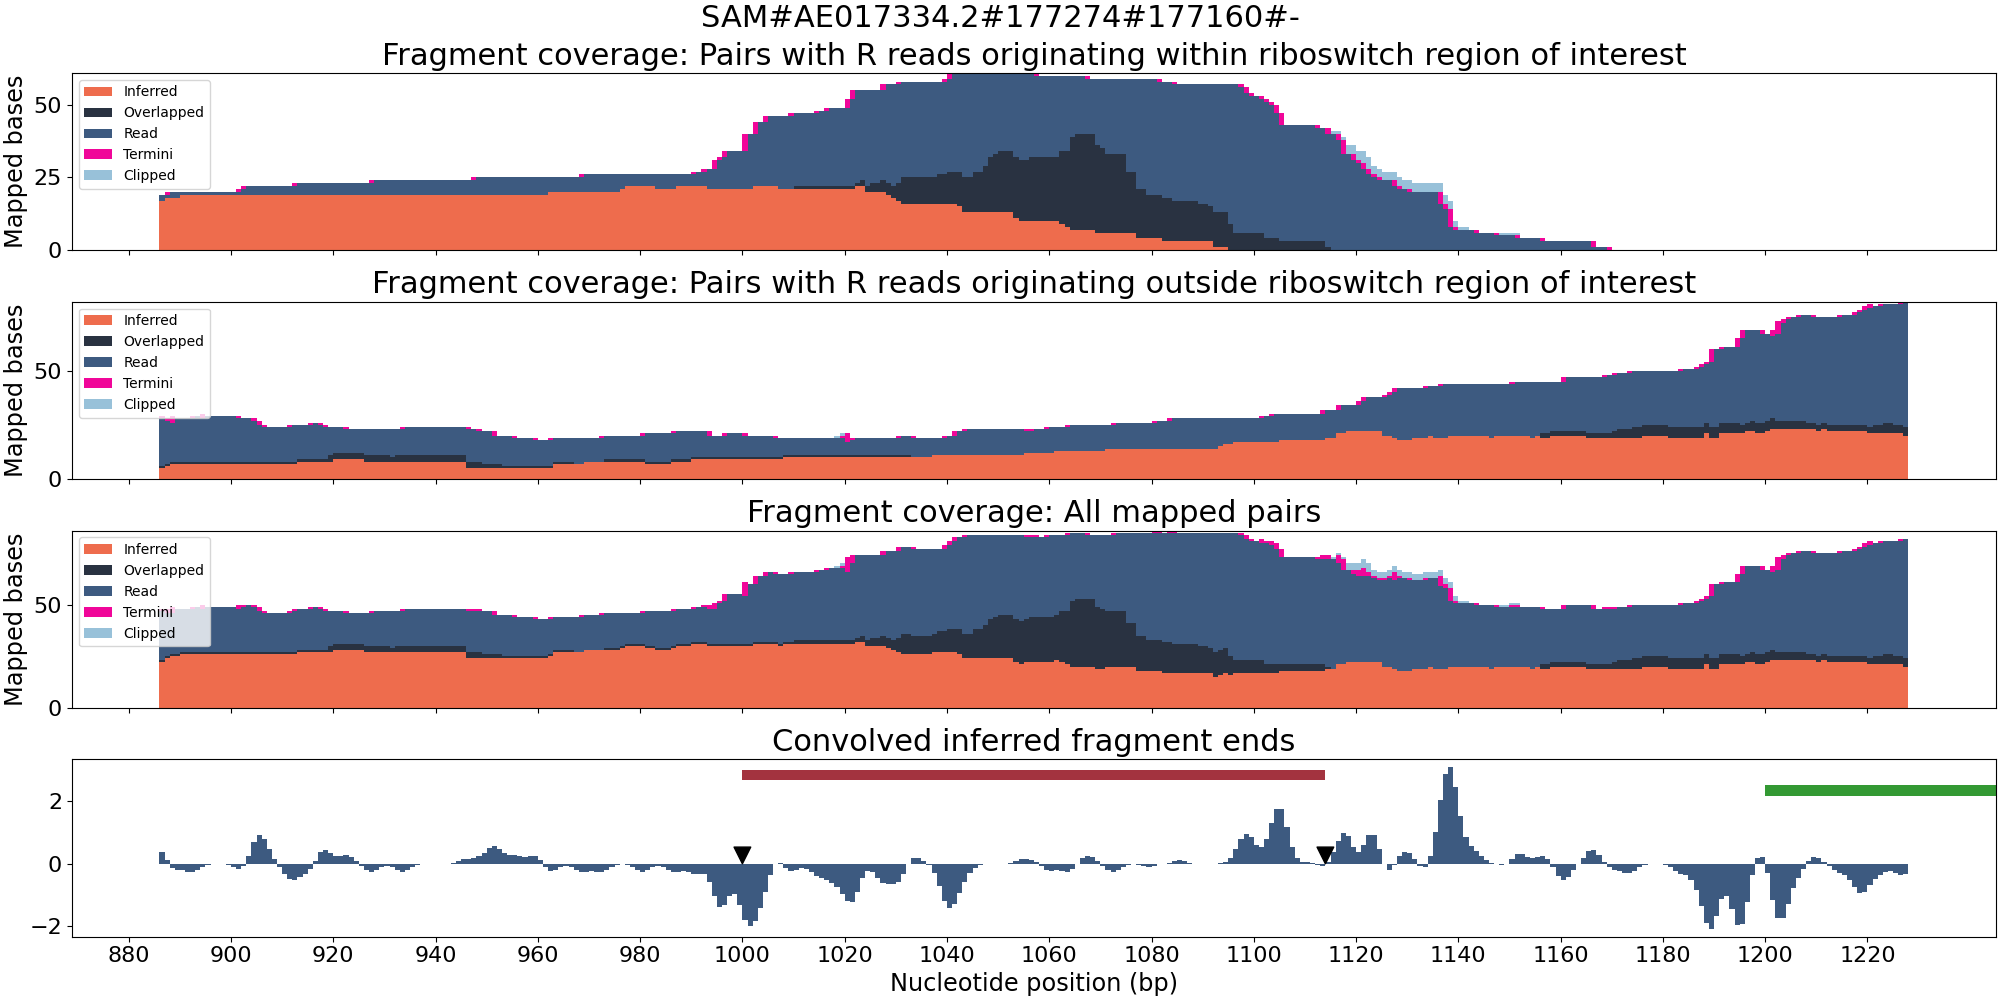 SAM#AE017334.2#177274#177160#-
Fragment coverage: Pairs with R reads originating within riboswitch region of interest
Mapped bases
50
25
0
Inferred
Overlapped
Read
Termini
Clipped
Fragment coverage: Pairs with R reads originating outside riboswitch region of interest
Mapped bases
50
0
Inferred
Overlapped
Read
Termini
Clipped
Fragment coverage: All mapped pairs
Mapped bases
50
0
Inferred
Overlapped
Read
Termini
Clipped
Convolved inferred fragment ends
2
0
−2
880 900 920 940 960 980 1000 1020 1040 1060 1080 1100 1120 1140 1160 1180 1200 1220
Nucleotide position (bp)